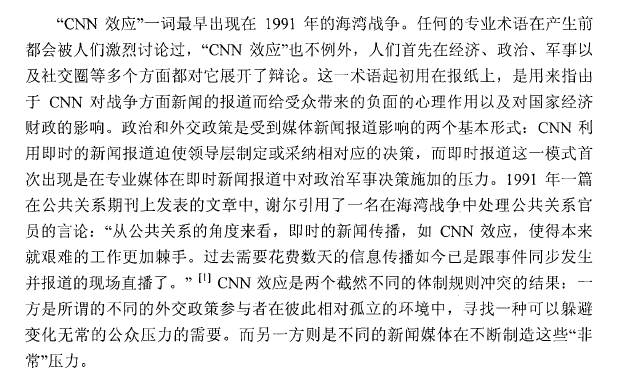 “CNN 效应”一词最早出现在 1991 年的海湾战争。任何的专业术语在产生前
都会被人们激烈讨论过，“CNN 效应”也不例外，人们首先在经济、政治、军事以
及社交圈等多个方面都对它展开了辩论。这一术语起初用在报纸上，是用来指由
于 CNN 对战争方面新闻的报道而给受众带来的负面的心理作用以及对国家经济
财政的影响。政治和外交政策是受到媒体新闻报道影响的两个基本形式：CNN 利
用即时的新闻报道迫使领导层制定或采纳相对应的决策，而即时报道这一模式首
次出现是在专业媒体在即时新闻报道中对政治军事决策施加的压力。1991 年一篇
在公共关系期刊上发表的文章中, 谢尔引用了一名在海湾战争中处理公共关系官
员的言论：“从公共关系的角度来看，即时的新闻传播，如 CNN 效应，使得本来
就艰难的工作更加棘手。过去需要花费数天的信息传播如今已是跟事件同步发生
并报道的现场直播了。” [1] CNN 效应是两个截然不同的体制规则冲突的结果：一
方是所谓的不同的外交政策参与者在彼此相对孤立的环境中，寻找一种可以躲避
变化无常的公众压力的需要。而另一方则是不同的新闻媒体在不断制造这些“非
常”压力。